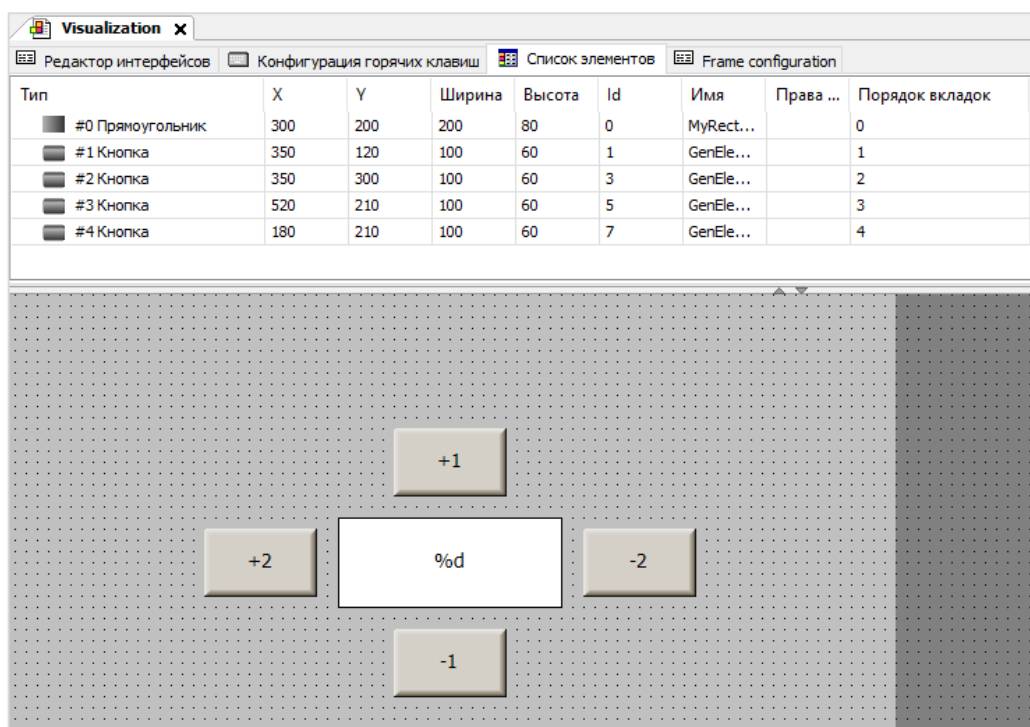 Visualization X
Редактор интерфейсов Конфигурация горячих клавиш Список элементов Frame configuration
Тип X Y Ширина Высота Id Имя Права ... Порядок вкладок
#0 Прямоугольник 300 200 200 80 0 MyRect... 0
#1 Кнопка 350 120 100 60 1 GenEle... 1
#2 Кнопка 350 300 100 60 3 GenEle... 2
#3 Кнопка 520 210 100 60 5 GenEle... 3
#4 Кнопка 180 210 100 60 7 GenEle... 4
+1
+2 %d -2
-1